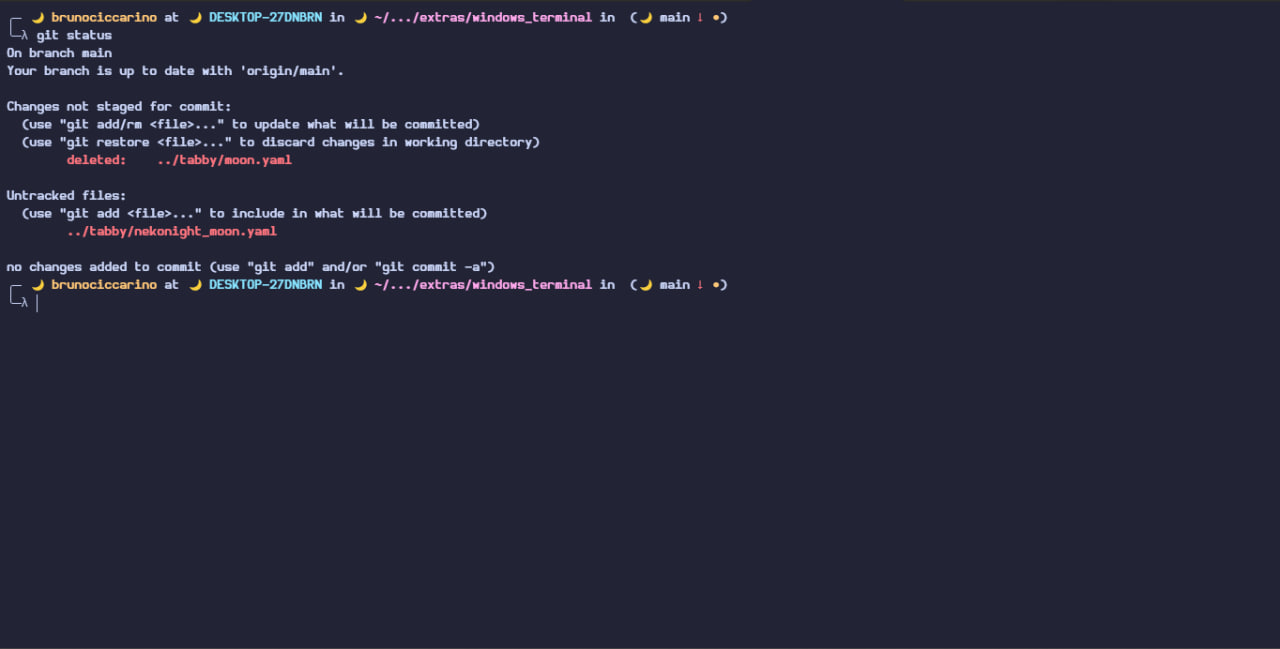 ╭─ 🌙 brunociccarino at 🌙 DESKTOP-27DNBRN in 🌙 ~/.../extras/windows_terminal in  (🌙 main ↓ •)
╰─λ git status
On branch main
Your branch is up to date with 'origin/main'.
Changes not staged for commit:
  (use "git add/rm <file>..." to update what will be committed)
  (use "git restore <file>..." to discard changes in working directory)
        deleted:    ../tabby/moon.yaml
Untracked files:
  (use "git add <file>..." to include in what will be committed)
        ../tabby/nekonight_moon.yaml
no changes added to commit (use "git add" and/or "git commit -a")
╭─ 🌙 brunociccarino at 🌙 DESKTOP-27DNBRN in 🌙 ~/.../extras/windows_terminal in  (🌙 main ↓ •)
╰─λ